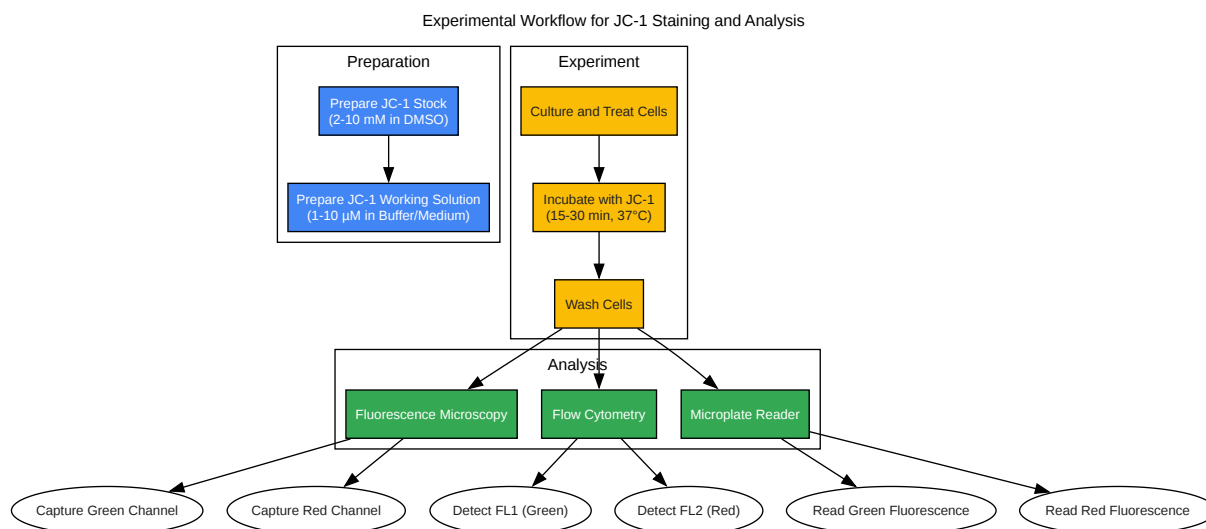 Experimental Workflow for JC-1 Staining and Analysis
Preparation
Prepare JC-1 Stock
(2-10 mM in DMSO)
Prepare JC-1 Working Solution
(1-10 µM in Buffer/Medium)
Experiment
Culture and Treat Cells
Incubate with JC-1
(15-30 min, 37°C)
Wash Cells
Analysis
Fluorescence Microscopy
Flow Cytometry
Microplate Reader
Capture Green Channel
Capture Red Channel
Detect FL1 (Green)
Detect FL2 (Red)
Read Green Fluorescence
Read Red Fluorescence